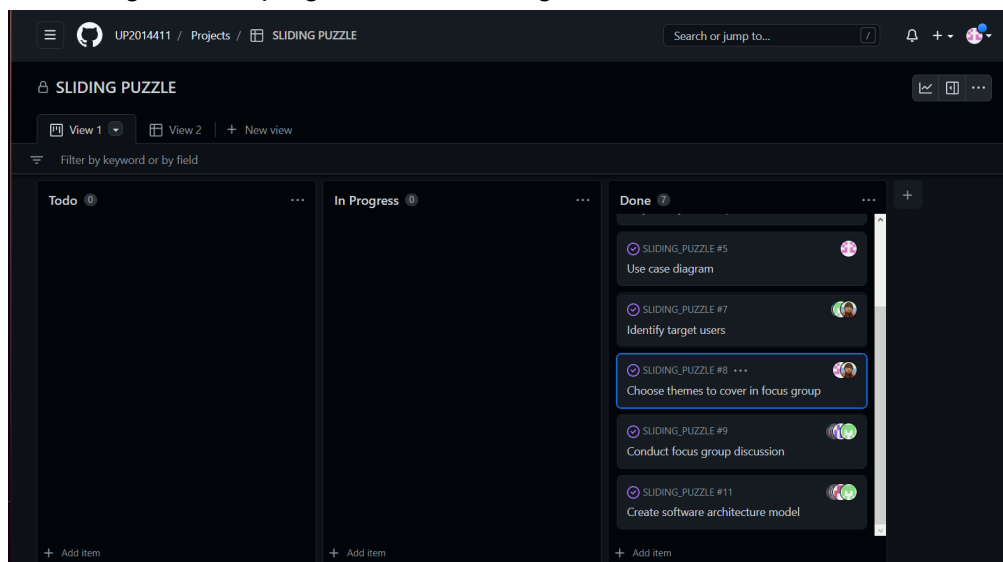 UP2014411 / Projects / SLIDING PUZZLE
Search or jump to...
/
SLIDING PUZZLE
View 1
View 2
+ New view
Filter by keyword or by field
Todo 0
In Progress 0
Done 7
SLIDING_PUZZLE #5
Use case diagram
SLIDING_PUZZLE #7
Identify target users
SLIDING_PUZZLE #8
Choose themes to cover in focus group
SLIDING_PUZZLE #9
Conduct focus group discussion
SLIDING_PUZZLE #11
Create software architecture model
+ Add item
+ Add item
+ Add item